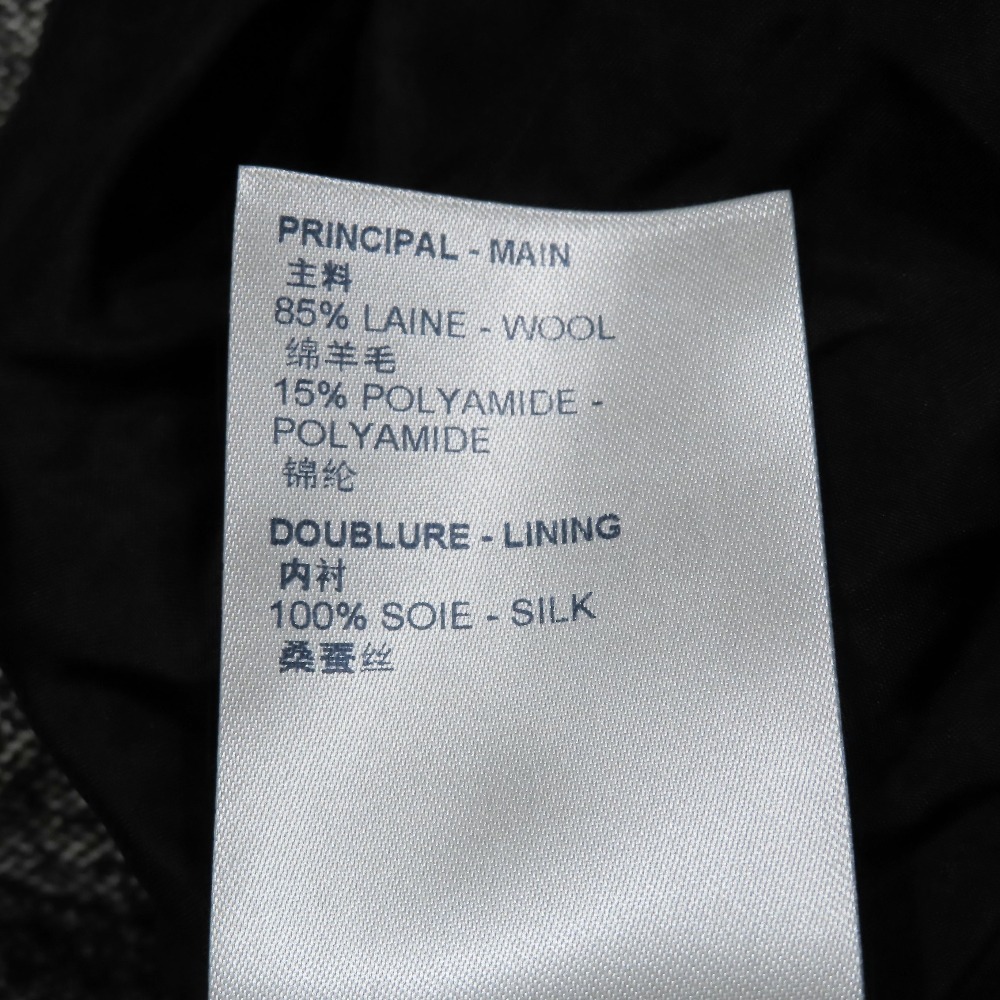 PRINCIPAL - MAIN
主料
85% LAINE - WOOL
绵羊毛
15% POLYAMIDE -
POLYAMIDE
锦纶
DOUBLURE - LINING
内衬
100% SOIE - SILK
桑蚕丝